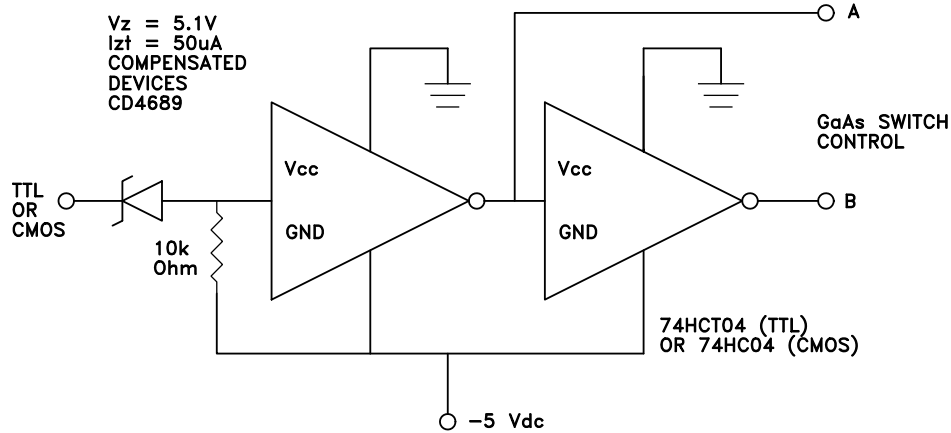 Vz = 5.1V
Izt = 50uA
COMPENSATED
DEVICES
CD4689
A
GaAs SWITCH
CONTROL
Vcc
Vcc
TTL
OR
CMOS
B
GND
GND
10k
Ohm
74HCT04 (TTL)
OR 74HC04 (CMOS)
-5 Vdc